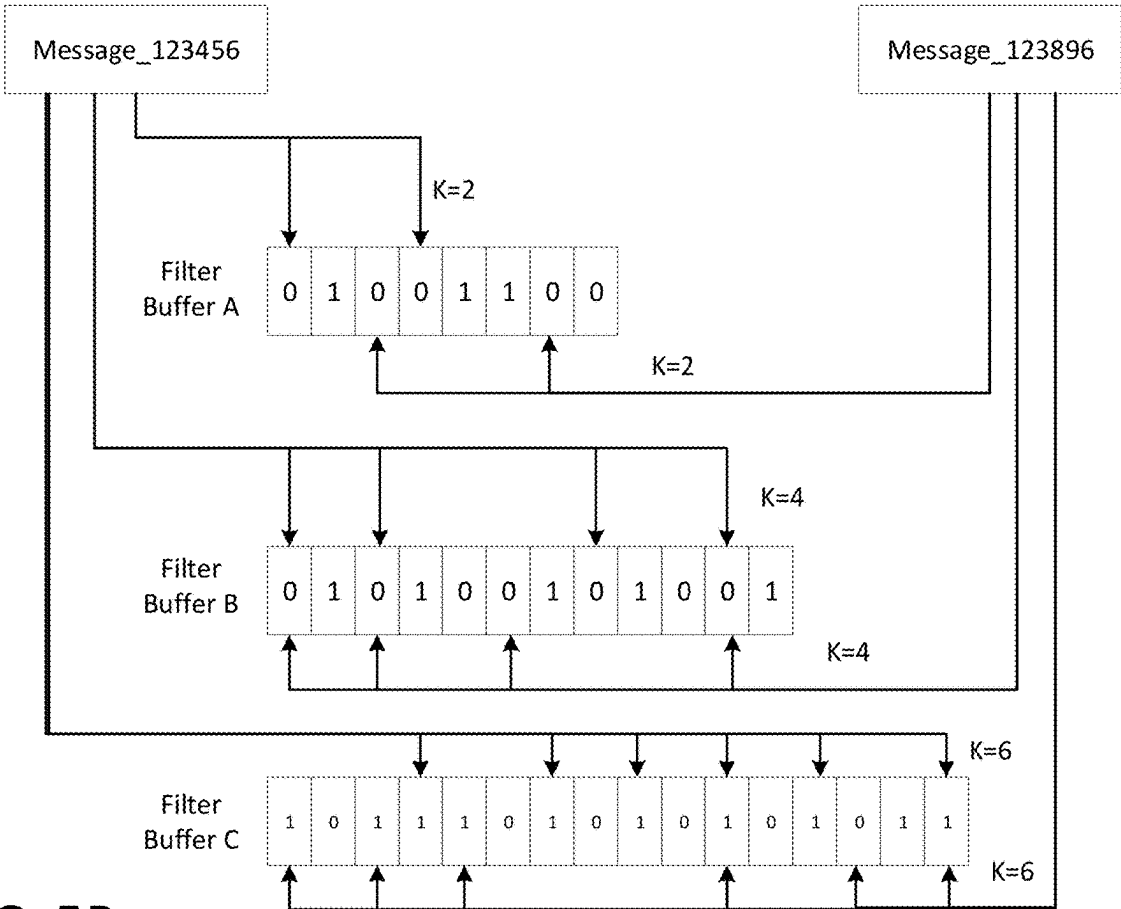 Message_123456
Message_123896
K=2
Filter
Buffer A
0 1 0 0 1 1 0 0
K=2
K=4
Filter
Buffer B
0 1 0 1 0 0 1 0 1 0 0 1
K=4
K=6
Filter
Buffer C
1 0 1 1 1 0 1 0 1 0 1 0 1 0 1 1
K=6